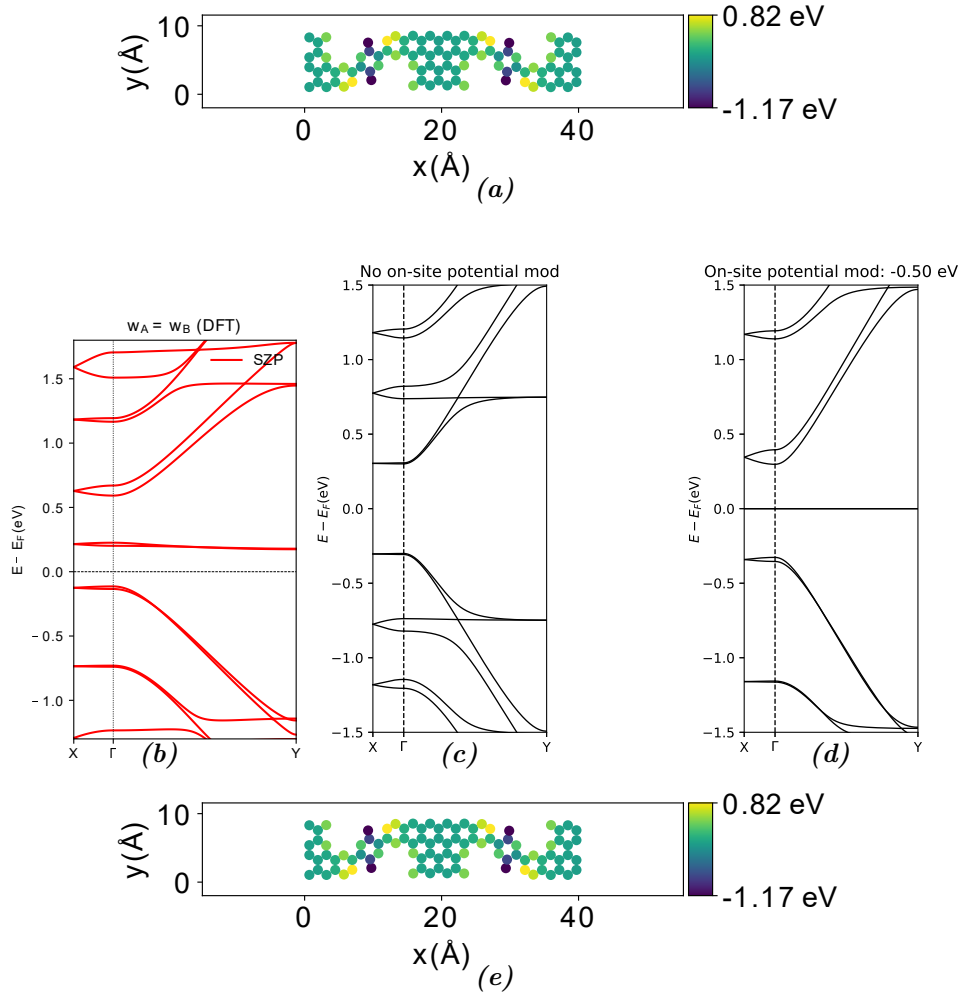 10
y(Å)
0
0
20
40
x(Å)
0.82 eV
-1.17 eV
(a)
w_A = w_B (DFT)
SZP
1.5
1.0
0.5
0.0
−0.5
−1.0
E − E_F (eV)
X
Γ
Y
(b)
No on-site potential mod
1.5
1.0
0.5
0.0
−0.5
−1.0
−1.5
E − E_F(eV)
X
Γ
Y
(c)
On-site potential mod: -0.50 eV
1.5
1.0
0.5
0.0
−0.5
−1.0
−1.5
E − E_F(eV)
X
Γ
Y
(d)
10
y(Å)
0
0
20
40
x(Å)
0.82 eV
-1.17 eV
(e)